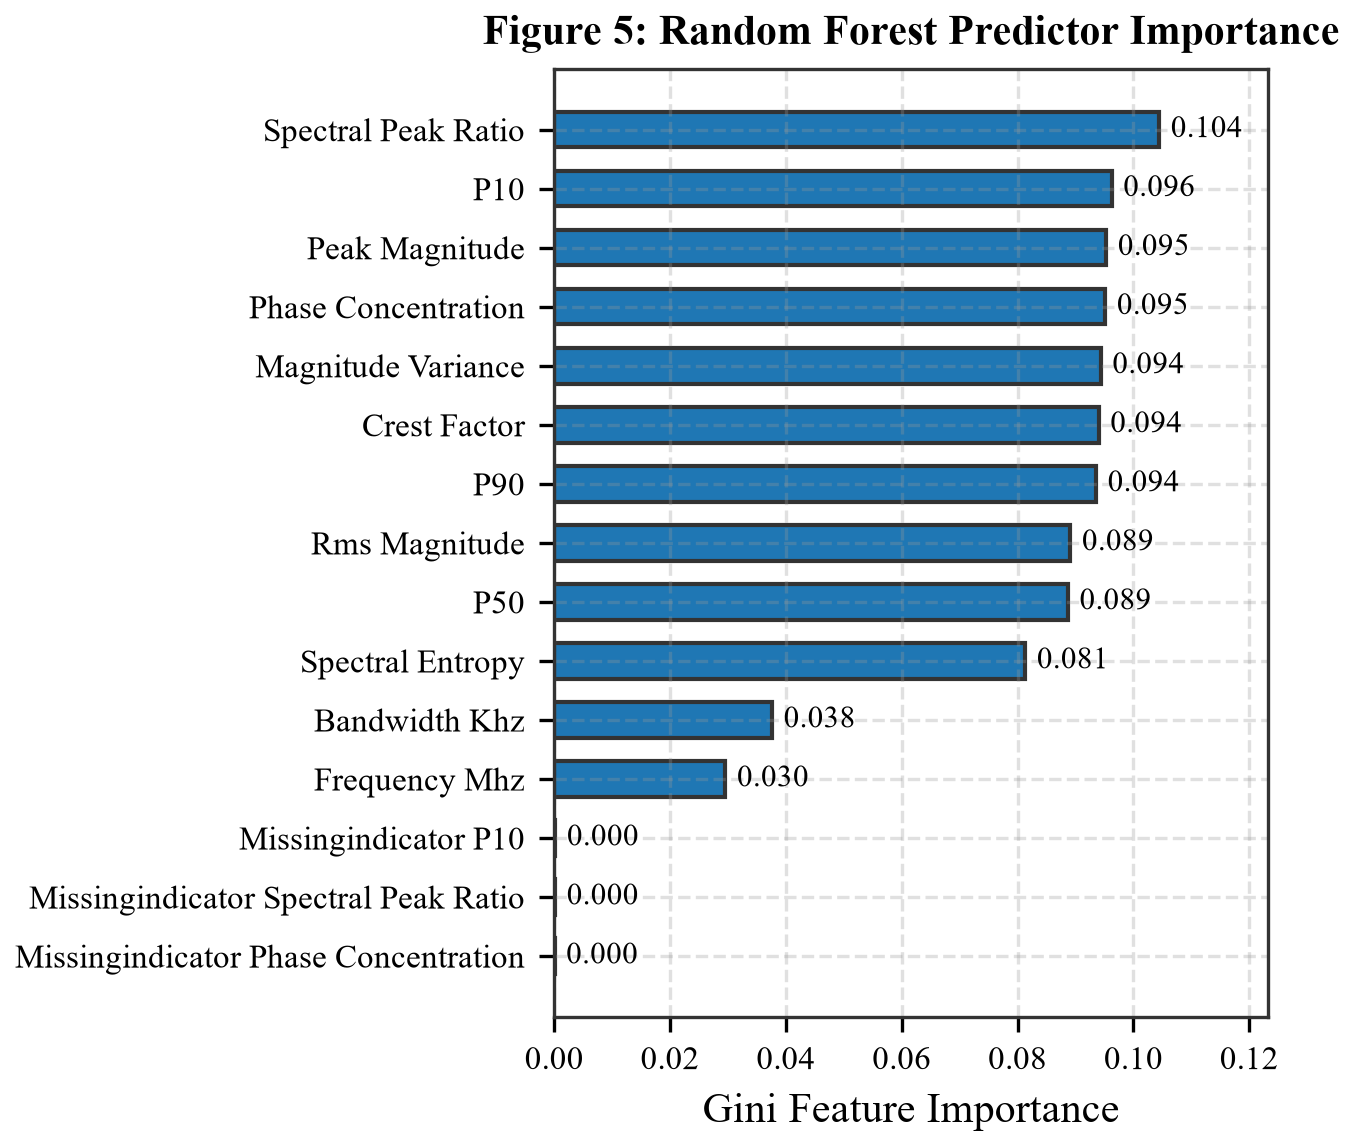 Figure 5: Random Forest Predictor Importance
Spectral Peak Ratio 0.104
P10 0.096
Peak Magnitude 0.095
Phase Concentration 0.095
Magnitude Variance 0.094
Crest Factor 0.094
P90 0.094
Rms Magnitude 0.089
P50 0.089
Spectral Entropy 0.081
Bandwidth Khz 0.038
Frequency Mhz 0.030
Missingindicator P10 0.000
Missingindicator Spectral Peak Ratio 0.000
Missingindicator Phase Concentration 0.000
0.00 0.02 0.04 0.06 0.08 0.10 0.12
Gini Feature Importance